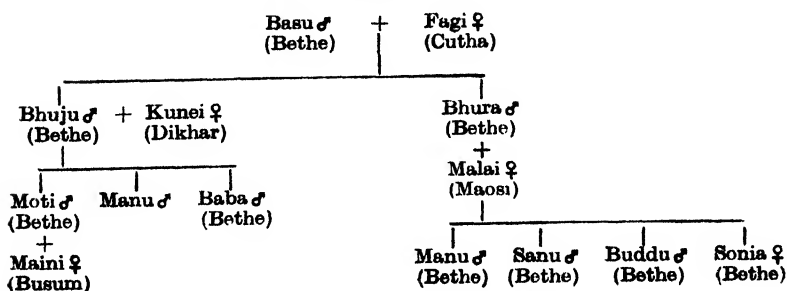 Basu ♂ + Fagi ♀
(Bethe) (Cutha)
Bhuju ♂ + Kunei ♀
(Bethe) (Dikhar)
Bhura ♂
(Bethe)
+
Malai ♀
(Maosi)
Moti ♂ Manu ♂ Baba ♂
(Bethe) (Bethe)
+
Maini ♀
(Busum)
Manu ♂ Sanu ♂ Buddu ♂ Sonia ♀
(Bethe) (Bethe) (Bethe) (Bethe)